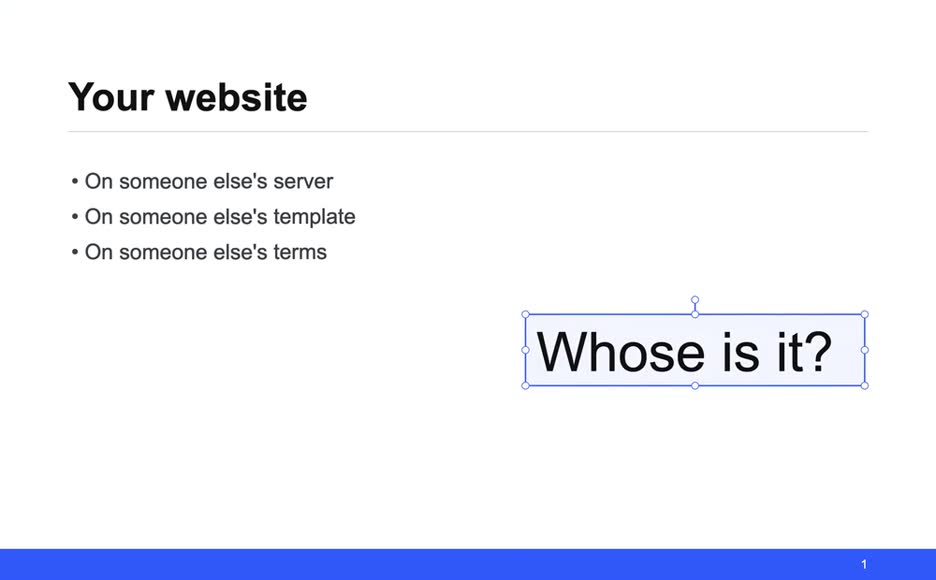 Your website
• On someone else's server
• On someone else's template
• On someone else's terms
Whose is it?
1